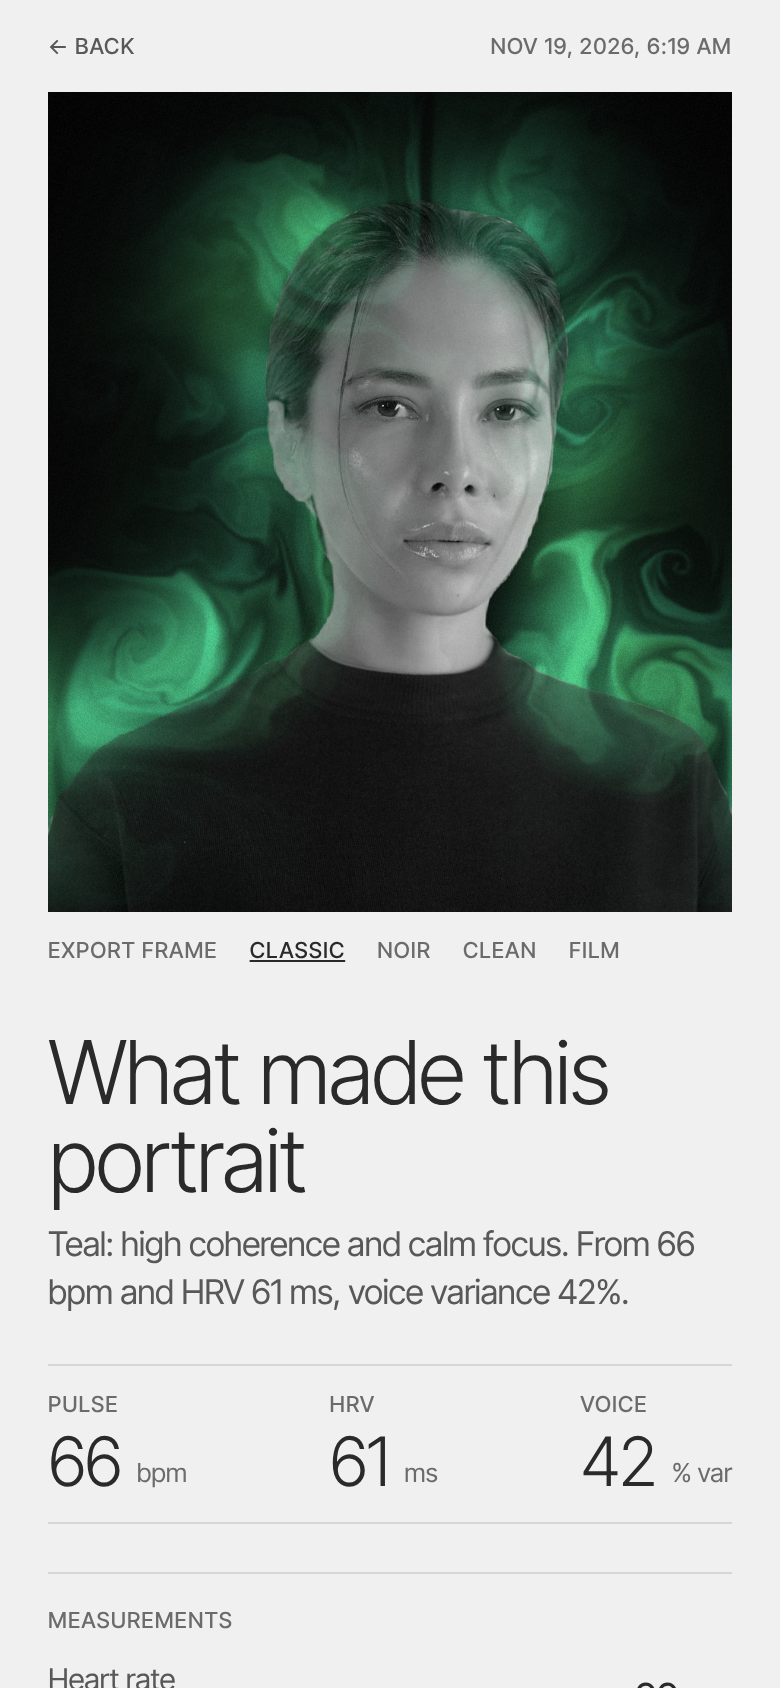 ← BACK
NOV 19, 2026, 6:19 AM
EXPORT FRAME CLASSIC NOIR CLEAN FILM
What made this
portrait
Teal: high coherence and calm focus. From 66
bpm and HRV 61 ms, voice variance 42%.
PULSE HRV VOICE
66 bpm 61 ms 42 % var
MEASUREMENTS
Heart rate